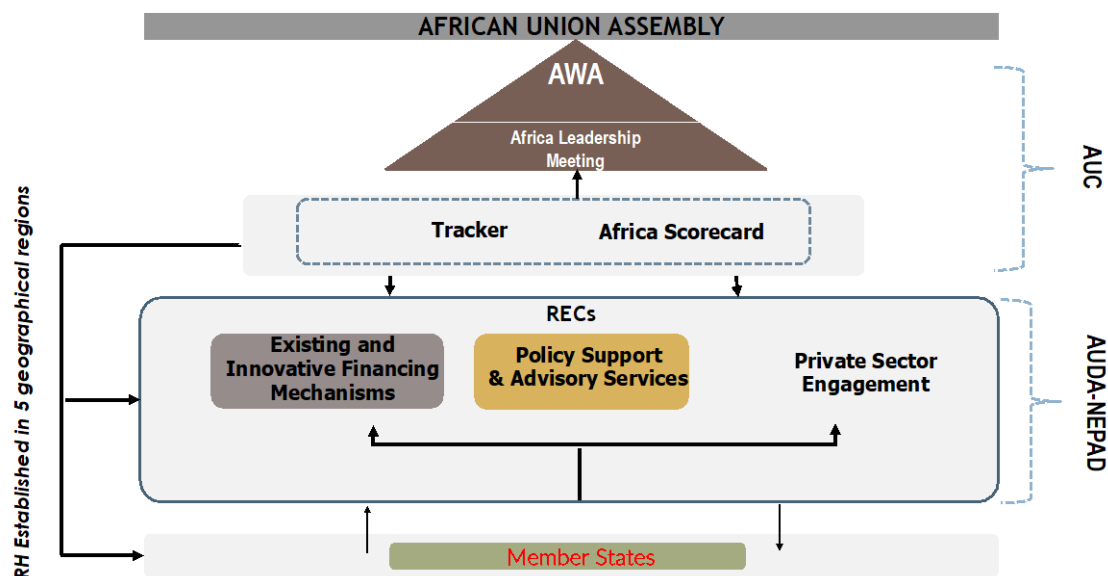 AFRICAN UNION ASSEMBLY
AWA
Africa Leadership
Meeting
Tracker
Africa Scorecard
AUC
RH Established in 5 geographical regions
RECs
Existing and
Innovative Financing
Mechanisms
Policy Support
& Advisory Services
Private Sector
Engagement
AUDA-NEPAD
Member States